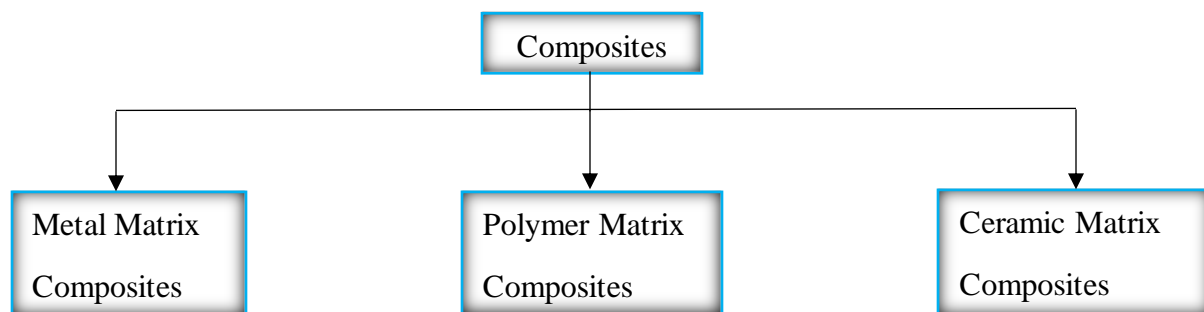 Composites
Metal Matrix
Composites
Polymer Matrix
Composites
Ceramic Matrix
Composites